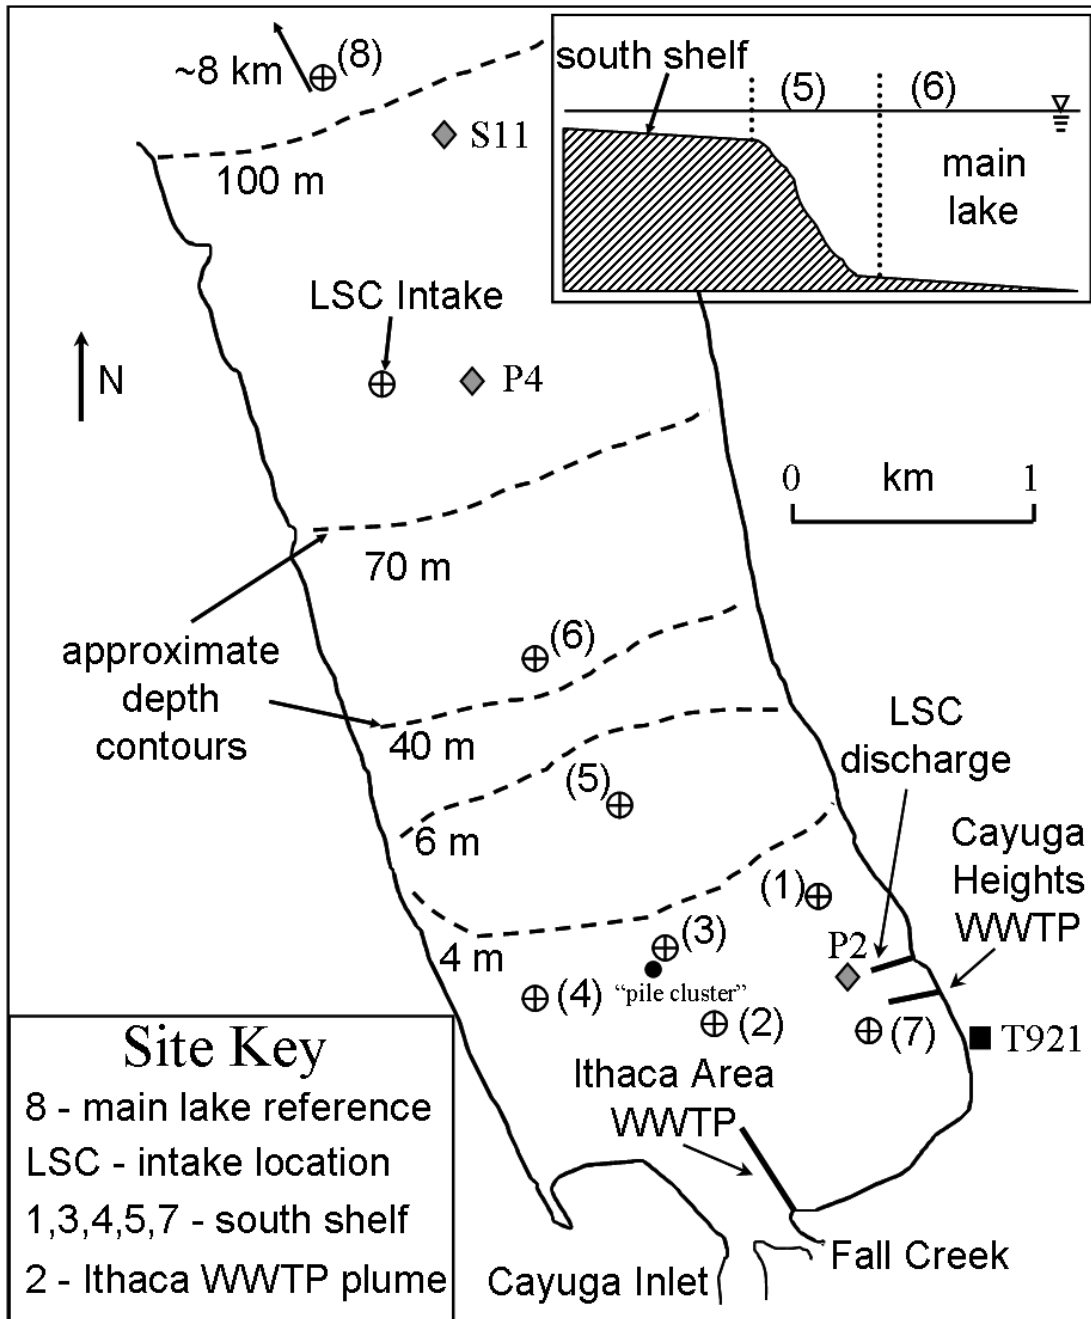 ~8 km
(8)
S11
100 m
south shelf
(5)
(6)
main
lake
LSC Intake
P4
N
0 km 1
70 m
approximate
depth
contours
(6)
40 m
LSC
discharge
(5)
6 m
Cayuga
Heights
WWTP
(1)
(3)
P2
4 m
(4)
“pile cluster”
(2)
(7)
T921
Ithaca Area
WWTP
Site Key
8 - main lake reference
LSC - intake location
1,3,4,5,7 - south shelf
2 - Ithaca WWTP plume
Cayuga Inlet
Fall Creek